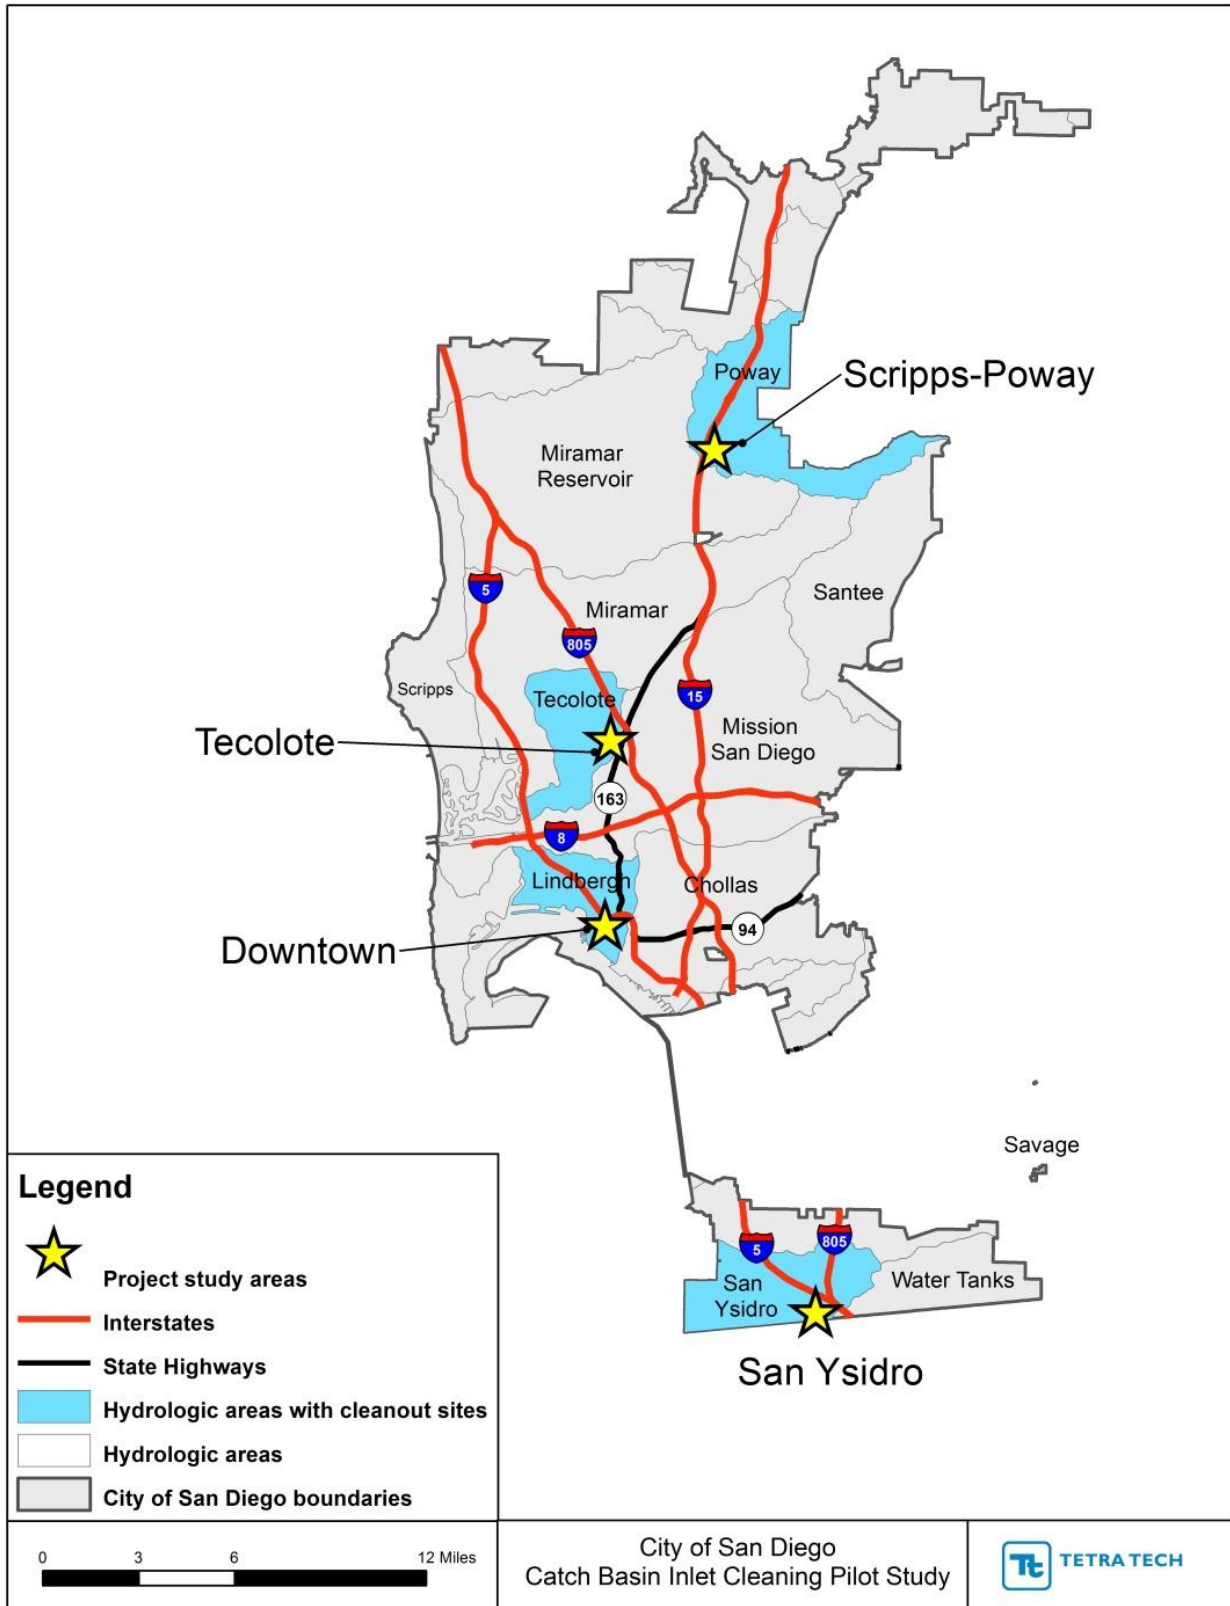 Poway
Scripps-Poway
Miramar
Reservoir
5
Miramar
Santee
805
Scripps
Tecolote
15
Tecolote
Mission
San Diego
163
8
Lindbergh
Chollas
94
Downtown
Savage
5
805
San
Ysidro
Water Tanks
San Ysidro
Legend
Project study areas
Interstates
State Highways
Hydrologic areas with cleanout sites
Hydrologic areas
City of San Diego boundaries
0 3 6 12 Miles
City of San Diego
Catch Basin Inlet Cleaning Pilot Study
Tt TETRA TECH